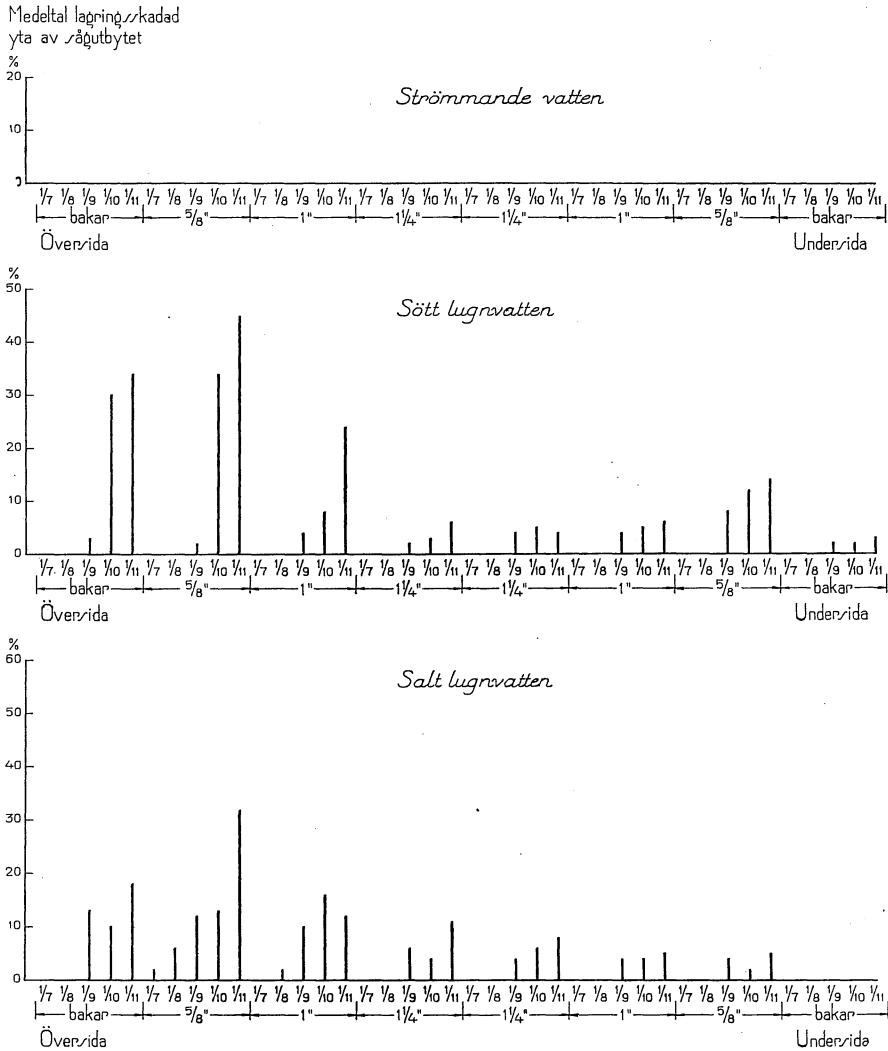 Medeltal lagringsskadad
yta av sågutbytet
%
Strömmande vatten
20
10
0
1/7 1/8 1/9 1/10 1/11 1/7 1/8 1/9 1/10 1/11 1/7 1/8 1/9 1/10 1/11 1/7 1/8 1/9 1/10 1/11 1/7 1/8 1/9 1/10 1/11 1/7 1/8 1/9 1/10 1/11 1/7 1/8 1/9 1/10 1/11 1/7 1/8 1/9 1/10 1/11
bakar 5/8" 1" 1 1/4" 1 1/4" 1" 5/8" bakar
Översida Undersida
%
Sött lugnvatten
50
40
30
20
10
0
1/7 1/8 1/9 1/10 1/11 1/7 1/8 1/9 1/10 1/11 1/7 1/8 1/9 1/10 1/11 1/7 1/8 1/9 1/10 1/11 1/7 1/8 1/9 1/10 1/11 1/7 1/8 1/9 1/10 1/11 1/7 1/8 1/9 1/10 1/11 1/7 1/8 1/9 1/10 1/11
bakar 5/8" 1" 1 1/4" 1 1/4" 1" 5/8" bakar
Översida Undersida
%
Salt lugnvatten
60
50
40
30
20
10
0
1/7 1/8 1/9 1/10 1/11 1/7 1/8 1/9 1/10 1/11 1/7 1/8 1/9 1/10 1/11 1/7 1/8 1/9 1/10 1/11 1/7 1/8 1/9 1/10 1/11 1/7 1/8 1/9 1/10 1/11 1/7 1/8 1/9 1/10 1/11 1/7 1/8 1/9 1/10 1/11
bakar 5/8" 1" 1 1/4" 1 1/4" 1" 5/8" bakar
Översida Undersida